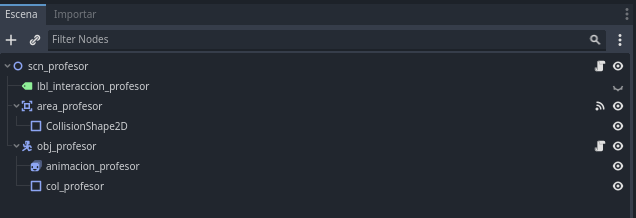 Escena Importar
Filter Nodes
scn_profesor
lbl_interaccion_profesor
area_profesor
CollisionShape2D
obj_profesor
animacion_profesor
col_profesor